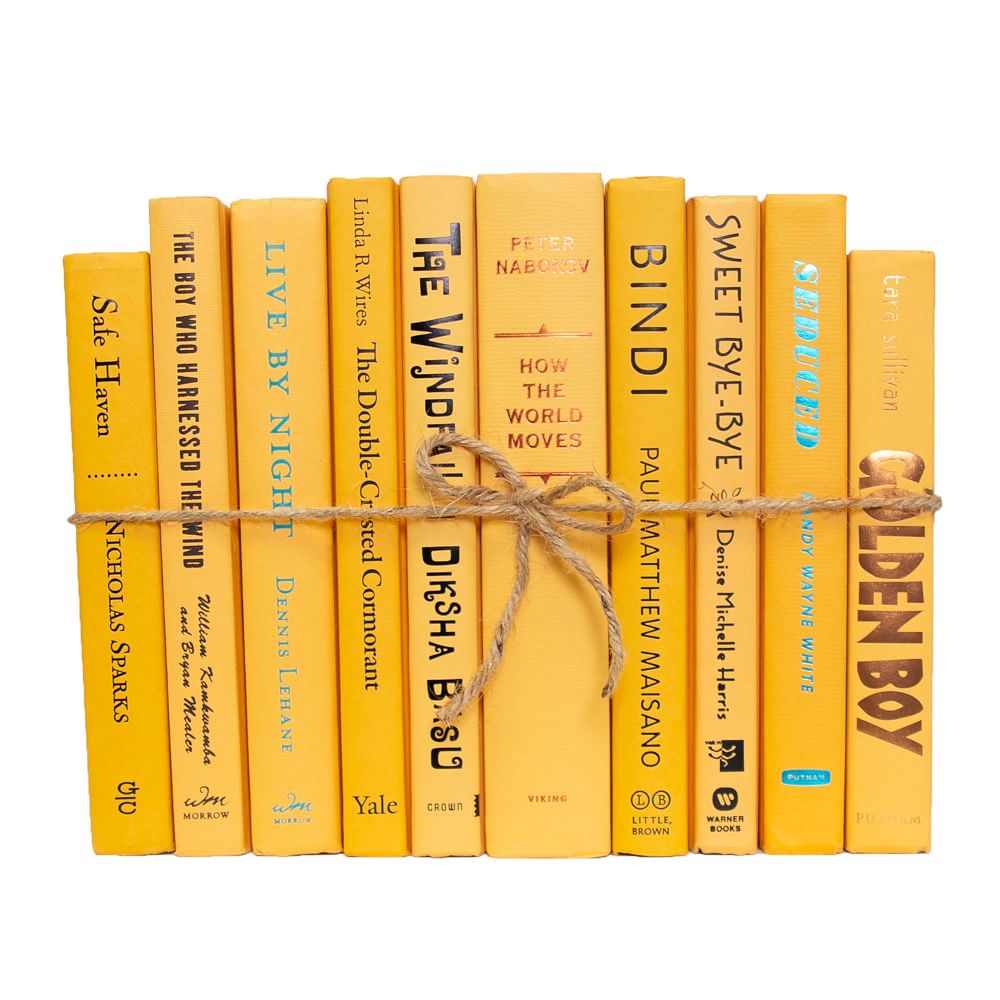 Safe Haven
NICHOLAS SPARKS
THE BOY WHO HARNESSED THE WIND
William Kamkwamba
and Bryan Mealer
wm
MORROW
LIVE BY NIGHT
DENNIS LEHANE
wm
MORROW
Linda R. Wires
The Double-Crested Cormorant
Yale
THE WINDFALL
DIKSHA BASU
CROWN
PETER
NABOKOV
HOW
THE
WORLD
MOVES
VIKING
BINDI
PAUL MATTHEW MAISANO
L B
LITTLE,
BROWN
SWEET BYE-BYE
Denise Michelle Harris
WARNER
BOOKS
SEDUCED
RANDY WAYNE WHITE
PUTNAM
tara sullivan
GOLDEN BOY
PUTNAM